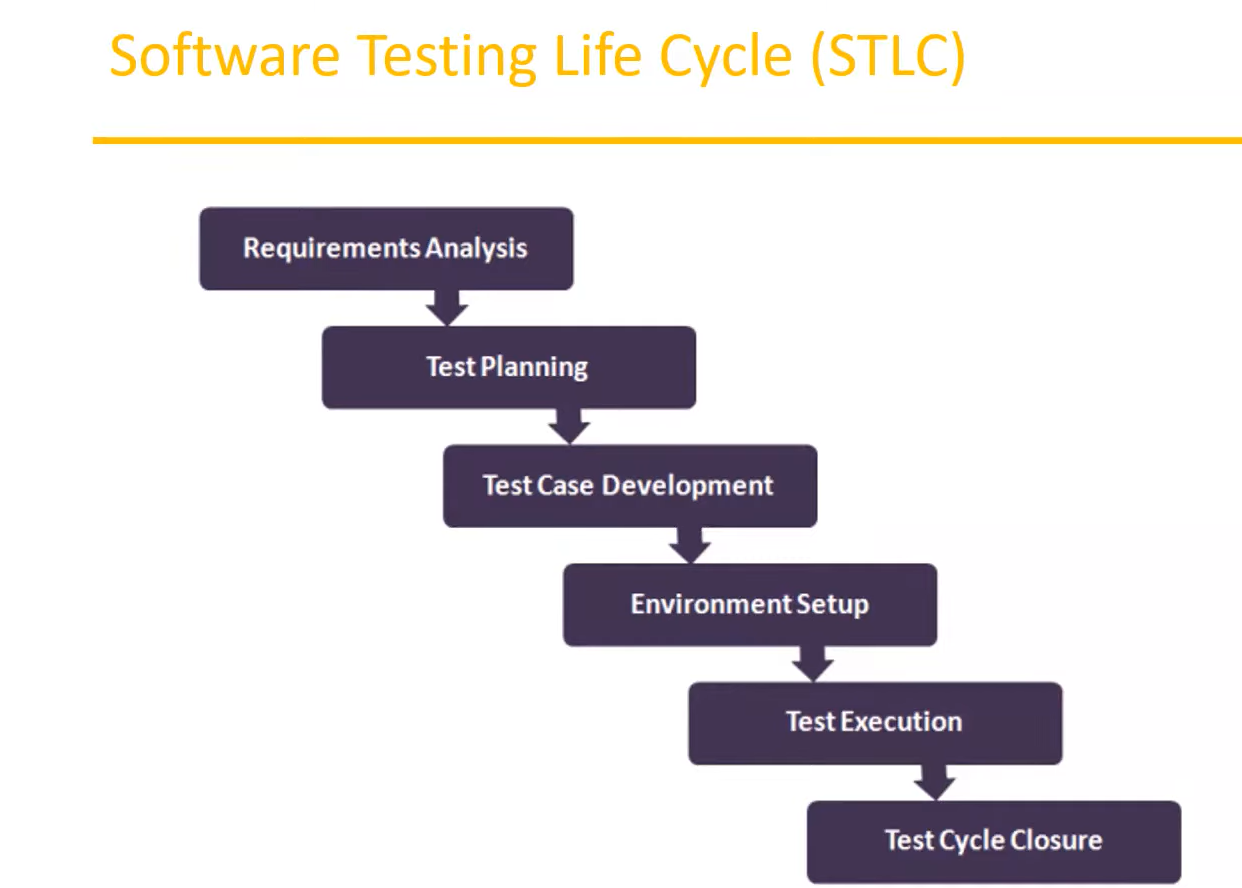 Software Testing Life Cycle (STLC)
Requirements Analysis
Test Planning
Test Case Development
Environment Setup
Test Execution
Test Cycle Closure